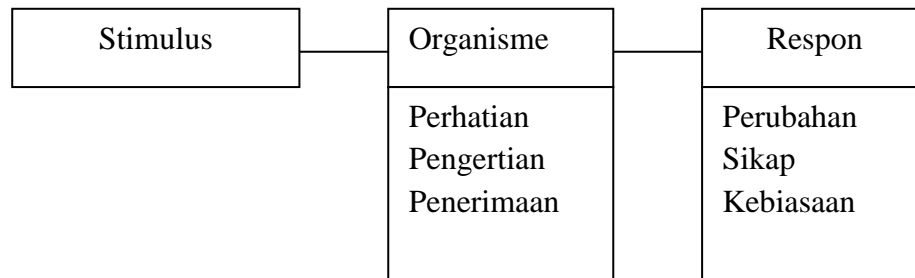 Stimulus
Organisme
Perhatian
Pengertian
Penerimaan
Respon
Perubahan
Sikap
Kebiasaan